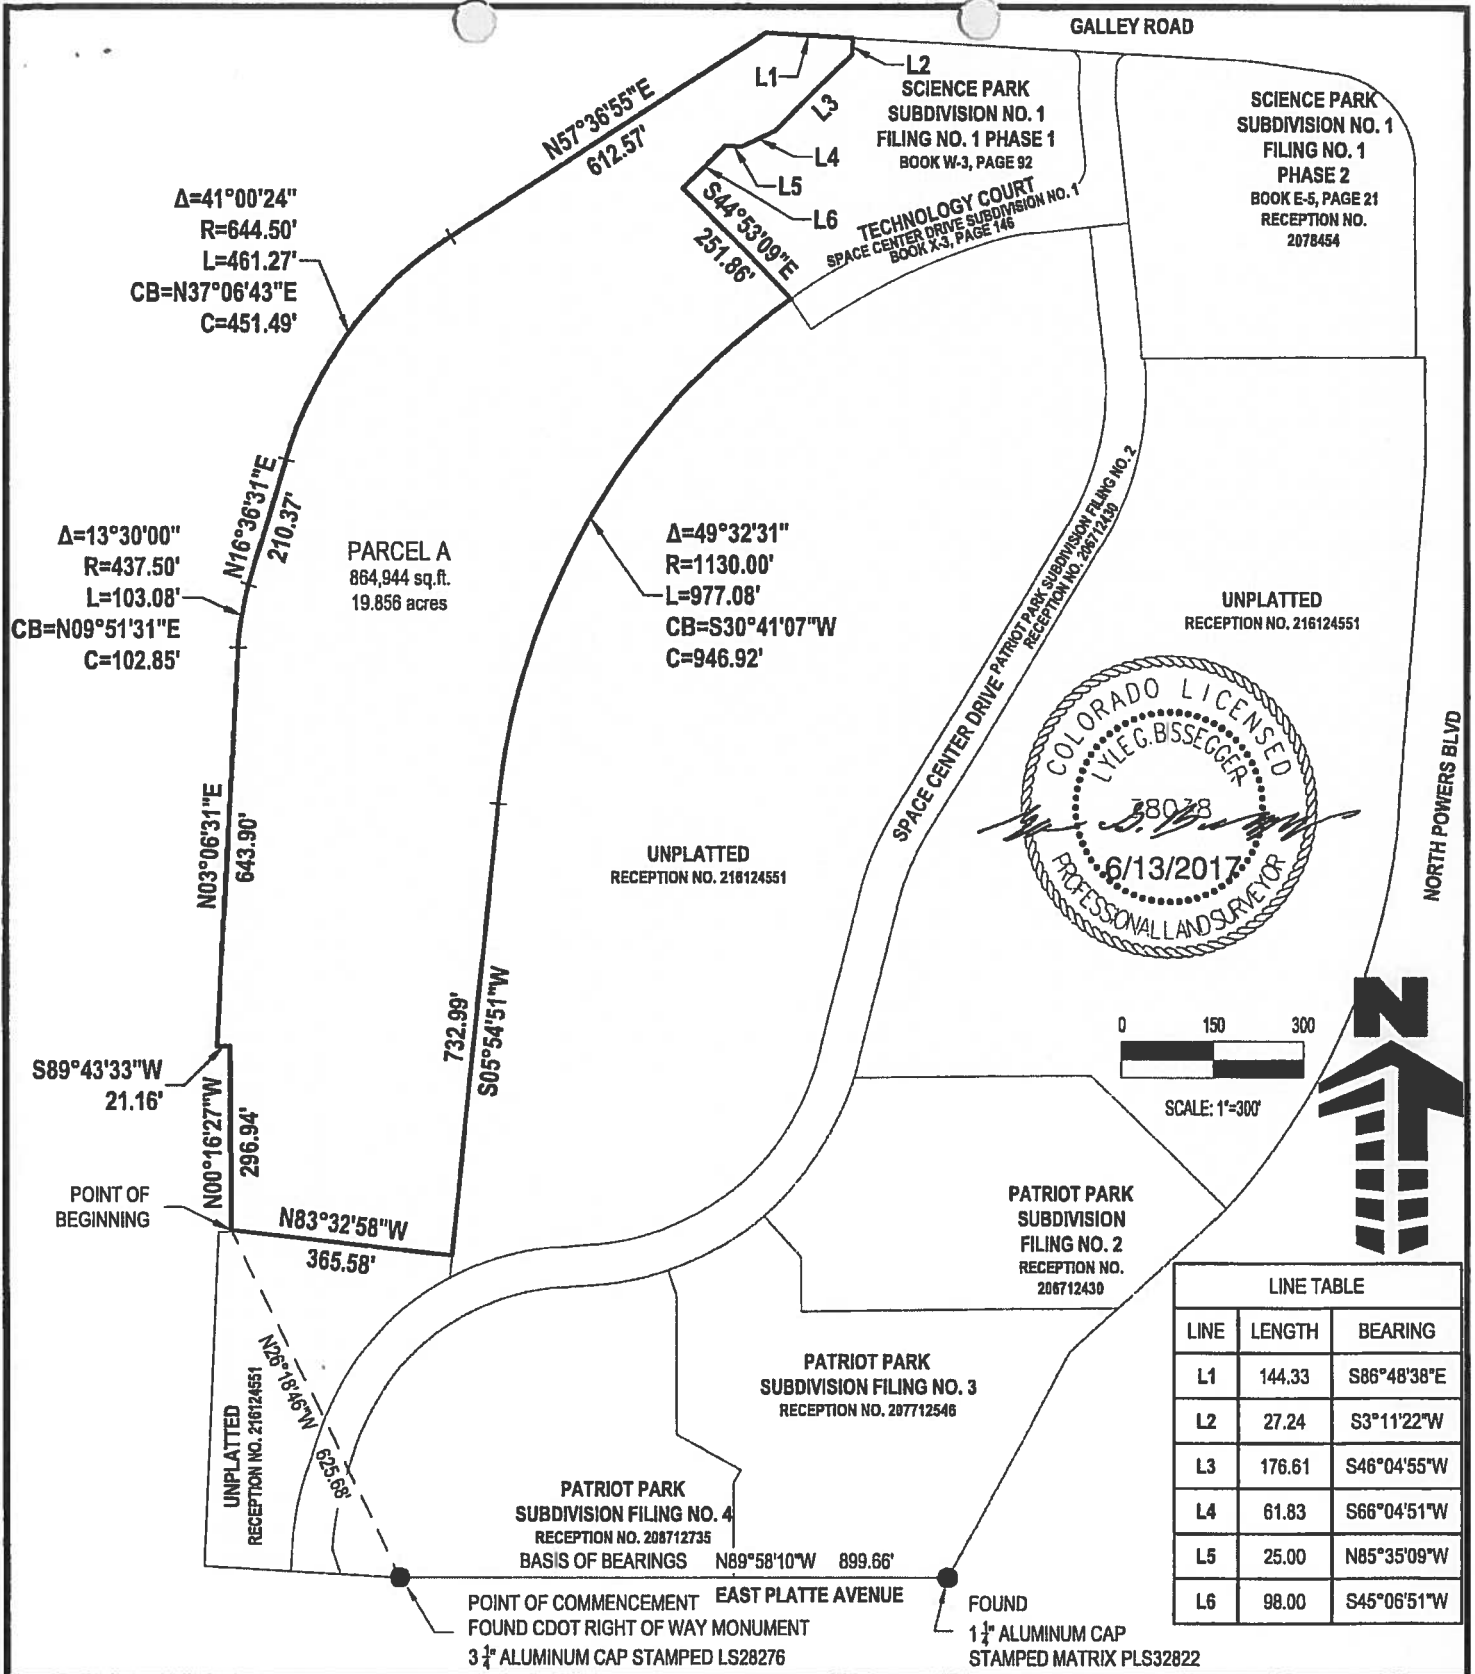 GALLEY ROAD
L1
L2
L3
L4
L5
L6
SCIENCE PARK
SUBDIVISION NO. 1
FILING NO. 1 PHASE 1
BOOK W-3, PAGE 92
SCIENCE PARK
SUBDIVISION NO. 1
FILING NO. 1
PHASE 2
BOOK E-5, PAGE 21
RECEPTION NO.
2078454
N57°36'55"E
612.57'
TECHNOLOGY COURT
SPACE CENTER DRIVE SUBDIVISION NO. 1
BOOK X-3, PAGE 146
S44°53'09"E
251.86'
Δ=41°00'24"
R=644.50'
L=461.27'
CB=N37°06'43"E
C=451.49'
N16°36'31"E
210.37'
Δ=13°30'00"
R=437.50'
L=103.08'
CB=N09°51'31"E
C=102.85'
PARCEL A
864,944 sq.ft.
19.856 acres
Δ=49°32'31"
R=1130.00'
L=977.08'
CB=S30°41'07"W
C=946.92'
SPACE CENTER DRIVE PATRIOT PARK SUBDIVISION FILING NO. 2
RECEPTION NO. 206712430
UNPLATTED
RECEPTION NO. 216124551
COLORADO LICENSED
LYLE G. BISSEGGER
6/13/2017
PROFESSIONAL LAND SURVEYOR
NORTH POWERS BLVD
N03°06'31"E
643.90'
UNPLATTED
RECEPTION NO. 216124551
732.99'
S05°54'51"W
S89°43'33"W
21.16'
N00°16'27"W
296.94'
POINT OF
BEGINNING
N83°32'58"W
365.58'
0 150 300
SCALE: 1"=300'
N
PATRIOT PARK
SUBDIVISION
FILING NO. 2
RECEPTION NO.
206712430
PATRIOT PARK
SUBDIVISION FILING NO. 3
RECEPTION NO. 207712546
UNPLATTED
RECEPTION NO. 216124551
N26°18'46"W 625.68'
PATRIOT PARK
SUBDIVISION FILING NO. 4
RECEPTION NO. 208712735
BASIS OF BEARINGS N89°58'10"W 899.66'
EAST PLATTE AVENUE
POINT OF COMMENCEMENT
FOUND CDOT RIGHT OF WAY MONUMENT
3 1/4" ALUMINUM CAP STAMPED LS28276
FOUND
1 1/4" ALUMINUM CAP
STAMPED MATRIX PLS32822
LINE TABLE
LINE LENGTH BEARING
L1 144.33 S86°48'38"E
L2 27.24 S3°11'22"W
L3 176.61 S46°04'55"W
L4 61.83 S66°04'51"W
L5 25.00 N85°35'09"W
L6 98.00 S45°06'51"W